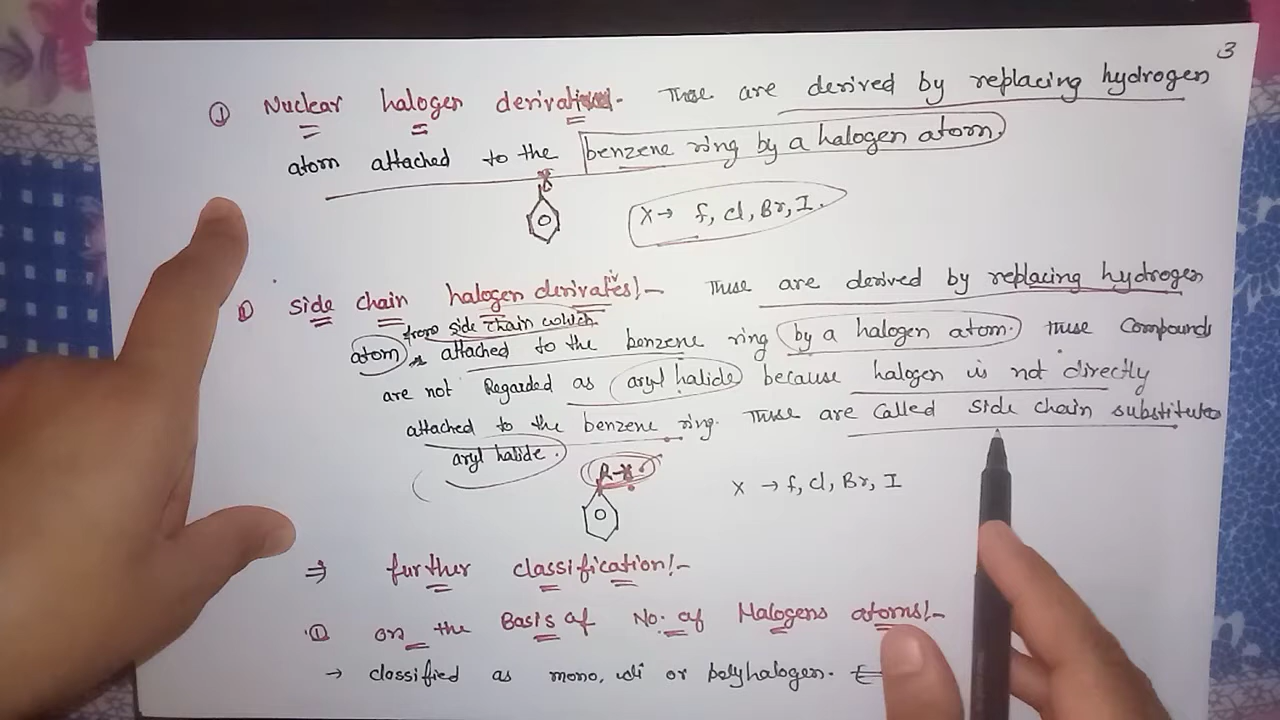 3
① Nuclear halogen derivatives- These are derived by replacing hydrogen
atom attached to the benzene ring by a halogen atom.
X
X → f, Cl, Br, I.
① Side chain halogen derivatives!- These are derived by replacing hydrogen
from side chain which
atom attached to the benzene ring by a halogen atom. These Compounds
are not Regarded as aryl halide because halogen is not directly
attached to the benzene ring. These are called side chain substitute
aryl halide.
R-X
X → f, Cl, Br, I
⇒ further classification!-
① on the Basis of No. of Halogens atoms!-
→ classified as mono, di or polyhalogen.